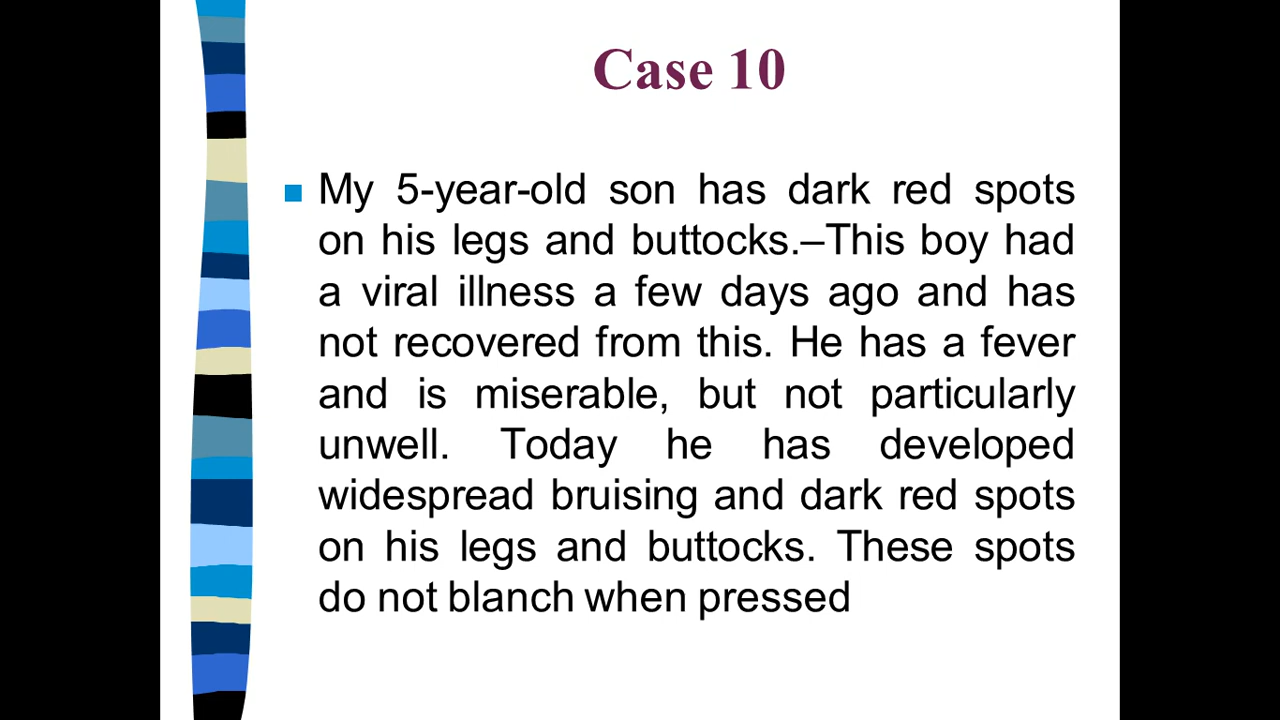 Case 10
My 5-year-old son has dark red spots
on his legs and buttocks.–This boy had
a viral illness a few days ago and has
not recovered from this. He has a fever
and is miserable, but not particularly
unwell. Today he has developed
widespread bruising and dark red spots
on his legs and buttocks. These spots
do not blanch when pressed